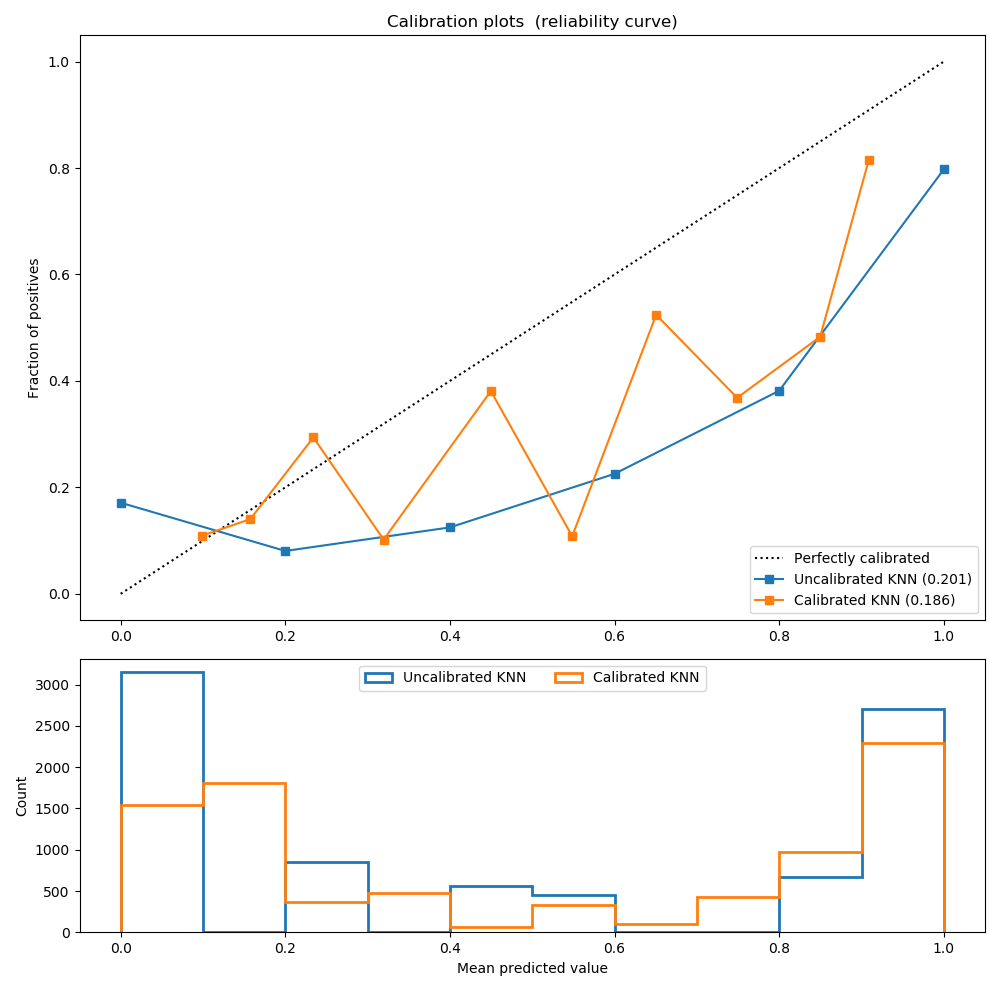 Calibration plots  (reliability curve)
1.0
0.8
0.6
0.4
0.2
0.0
Fraction of positives
Perfectly calibrated
Uncalibrated KNN (0.201)
Calibrated KNN (0.186)
0.0 0.2 0.4 0.6 0.8 1.0
Uncalibrated KNN Calibrated KNN
3000
2500
2000
1500
1000
500
0
Count
0.0 0.2 0.4 0.6 0.8 1.0
Mean predicted value